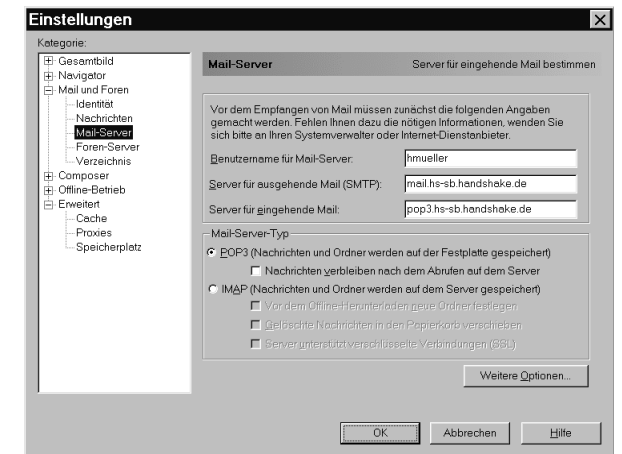 Einstellungen
Kategorie:
Gesamtbild
Navigator
Mail und Foren
Identität
Nachrichten
Mail-Server
Foren-Server
Verzeichnis
Composer
Offline-Betrieb
Erweitert
Cache
Proxies
Speicherplatz
Mail-Server Server für eingehende Mail bestimmen
Vor dem Empfangen von Mail müssen zunächst die folgenden Angaben
gemacht werden. Fehlen Ihnen dazu die nötigen Informationen, wenden Sie
sich bitte an Ihren Systemverwalter oder Internet-Dienstanbieter.
Benutzername für Mail-Server: hmueller
Server für ausgehende Mail (SMTP): mail.hs-sb.handshake.de
Server für eingehende Mail: pop3.hs-sb.handshake.de
Mail-Server-Typ
POP3 (Nachrichten und Ordner werden auf der Festplatte gespeichert)
Nachrichten verbleiben nach dem Abrufen auf dem Server
IMAP (Nachrichten und Ordner werden auf dem Server gespeichert)
Vor dem Offline-Herunterladen neue Ordner festlegen
Gelöschte Nachrichten in den Papierkorb verschieben
Server unterstützt verschlüsselte Verbindungen (SSL)
Weitere Optionen...
OK Abbrechen Hilfe